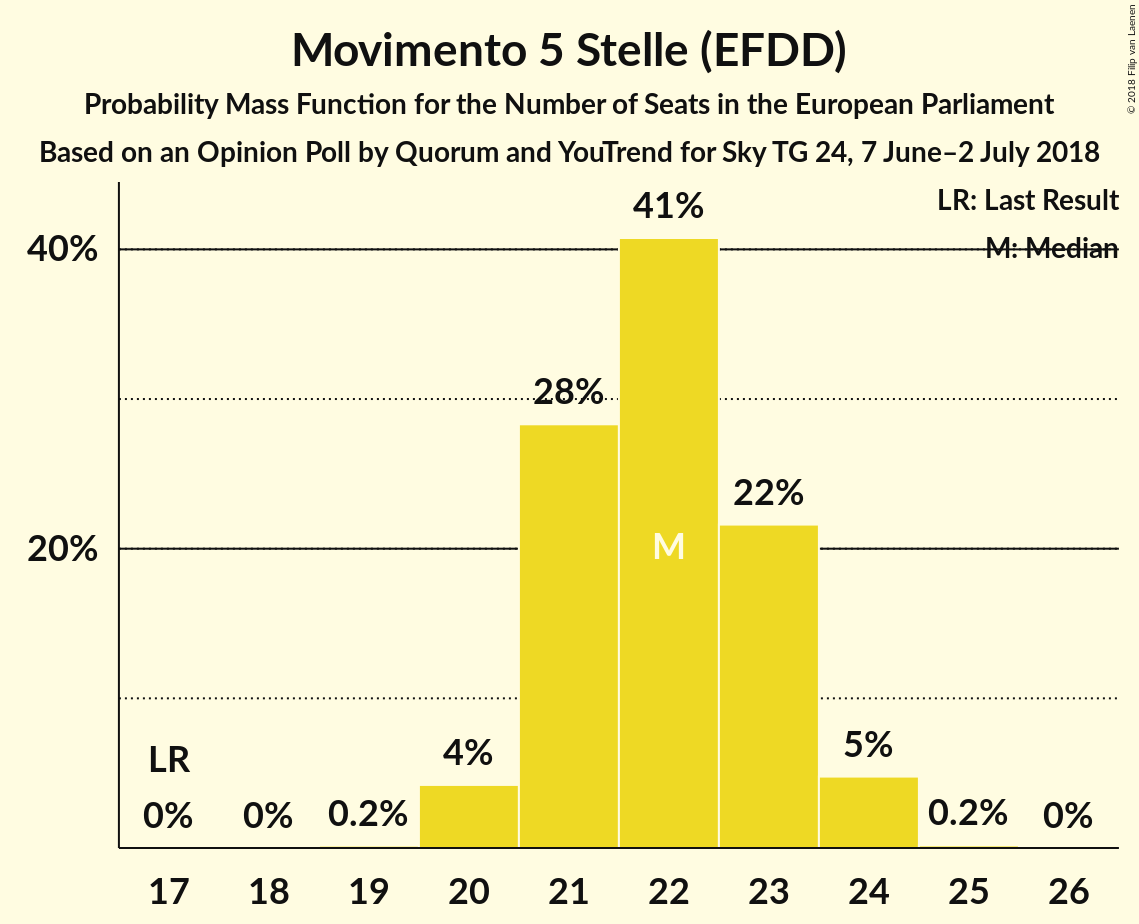 Movimento 5 Stelle (EFDD)
Probability Mass Function for the Number of Seats in the European Parliament
Based on an Opinion Poll by Quorum and YouTrend for Sky TG 24, 7 June–2 July 2018
© 2018 Filip van Laenen
LR: Last Result
M: Median
41%
40%
28%
22%
20%
M
LR
4%
5%
0%
0%
0.2%
0.2%
0%
17 18 19 20 21 22 23 24 25 26